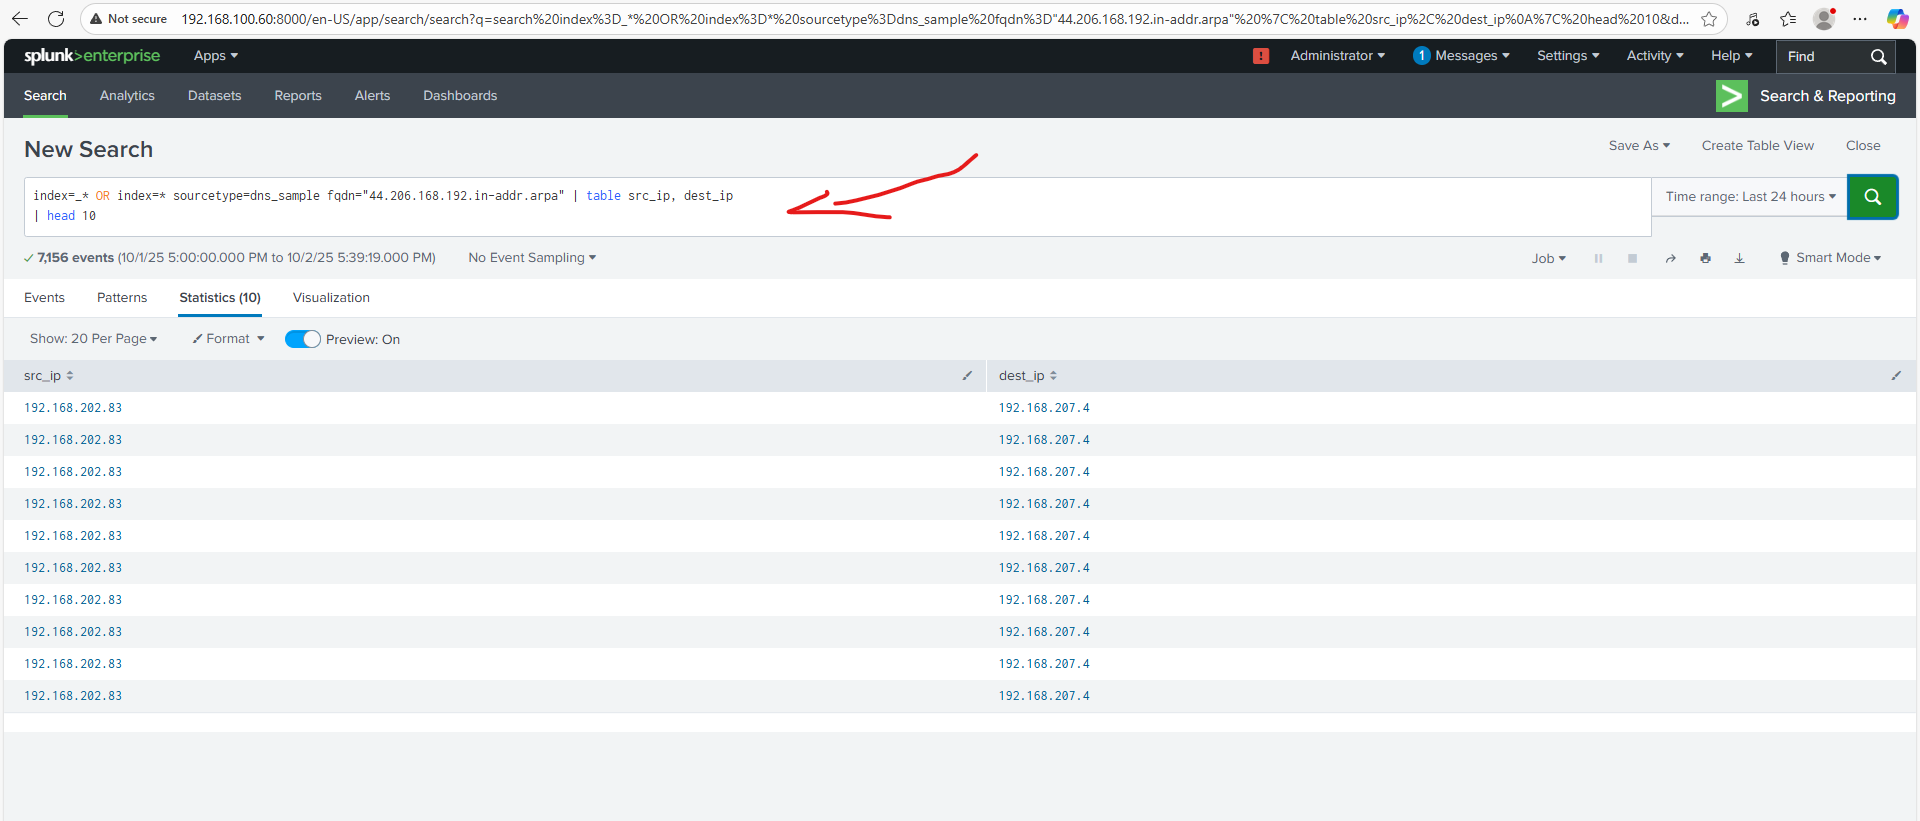 Not secure 192.168.100.60:8000/en-US/app/search/search?q=search%20index%3D_*%20OR%20index%3D*%20sourcetype%3Ddns_sample%20fqdn%3D"44.206.168.192.in-addr.arpa"%20%7C%20table%20src_ip%2C%20dest_ip%0A%7C%20head%2010&d...
splunk>enterprise Apps Administrator 1 Messages Settings Activity Help Find
Search Analytics Datasets Reports Alerts Dashboards > Search & Reporting
New Search Save As Create Table View Close
index=_* OR index=* sourcetype=dns_sample fqdn="44.206.168.192.in-addr.arpa" | table src_ip, dest_ip
| head 10
Time range: Last 24 hours
7,156 events (10/1/25 5:00:00.000 PM to 10/2/25 5:39:19.000 PM) No Event Sampling Job Smart Mode
Events Patterns Statistics (10) Visualization
Show: 20 Per Page Format Preview: On
src_ip dest_ip
192.168.202.83 192.168.207.4
192.168.202.83 192.168.207.4
192.168.202.83 192.168.207.4
192.168.202.83 192.168.207.4
192.168.202.83 192.168.207.4
192.168.202.83 192.168.207.4
192.168.202.83 192.168.207.4
192.168.202.83 192.168.207.4
192.168.202.83 192.168.207.4
192.168.202.83 192.168.207.4